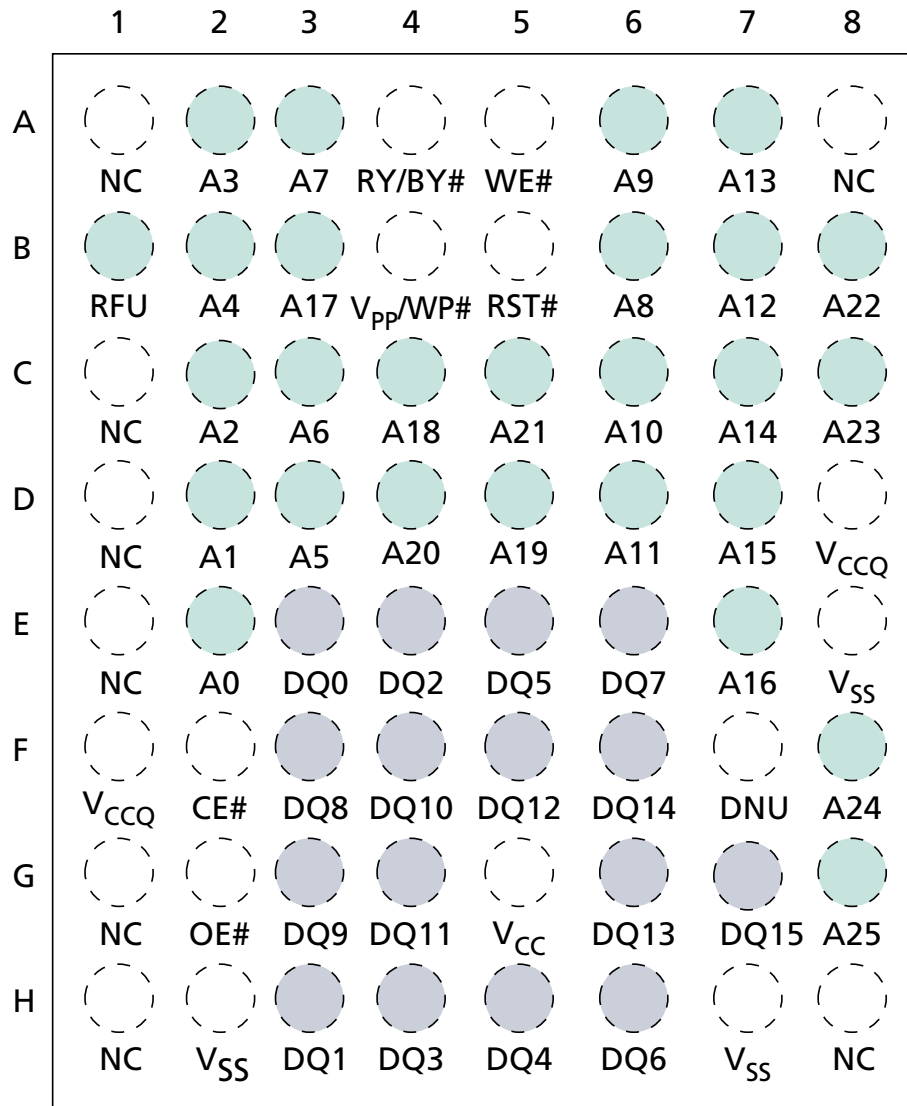 1 2 3 4 5 6 7 8
A
NC A3 A7 RY/BY# WE# A9 A13 NC
B
RFU A4 A17 VPP/WP# RST# A8 A12 A22
C
NC A2 A6 A18 A21 A10 A14 A23
D
NC A1 A5 A20 A19 A11 A15 VCCQ
E
NC A0 DQ0 DQ2 DQ5 DQ7 A16 VSS
F
VCCQ CE# DQ8 DQ10 DQ12 DQ14 DNU A24
G
NC OE# DQ9 DQ11 VCC DQ13 DQ15 A25
H
NC VSS DQ1 DQ3 DQ4 DQ6 VSS NC